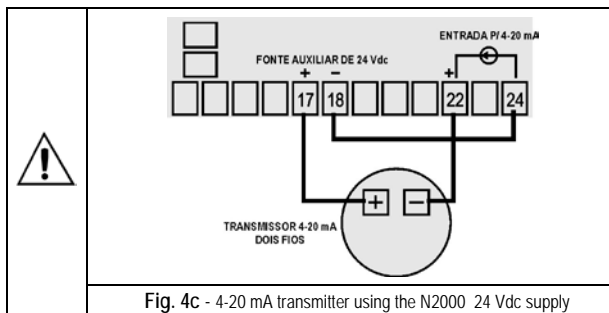 ENTRADA P/ 4-20 mA
FONTE AUXILIAR DE 24 Vdc
+ − +
17 18 22 24
+ −
TRANSMISSOR 4-20 mA
DOIS FIOS
Fig. 4c - 4-20 mA transmitter using the N2000 24 Vdc supply